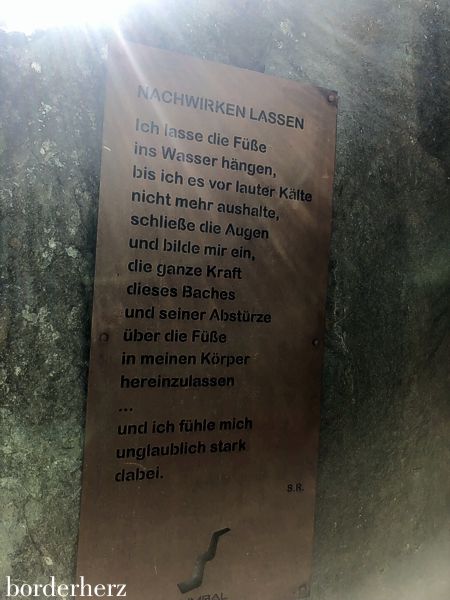 NACHWIRKEN LASSEN
Ich lasse die Füße
ins Wasser hängen,
bis ich es vor lauter Kälte
nicht mehr aushalte,
schließe die Augen
und bilde mir ein,
die ganze Kraft
dieses Baches
und seiner Abstürze
über die Füße
in meinen Körper
hereinzulassen
...
und ich fühle mich
unglaublich stark
dabei.
S.R.
borderherz